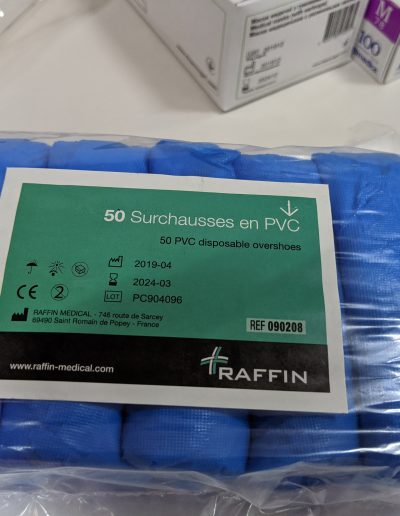 M
100
50 Surchausses en PVC
50 PVC disposable overshoes
2019-04
2024-03
CE
2
LOT PC904096
RAFFIN MEDICAL - 746 route de Sarcey
69490 Saint Romain de Popey - France
REF 090208
www.raffin-medical.com
RAFFIN